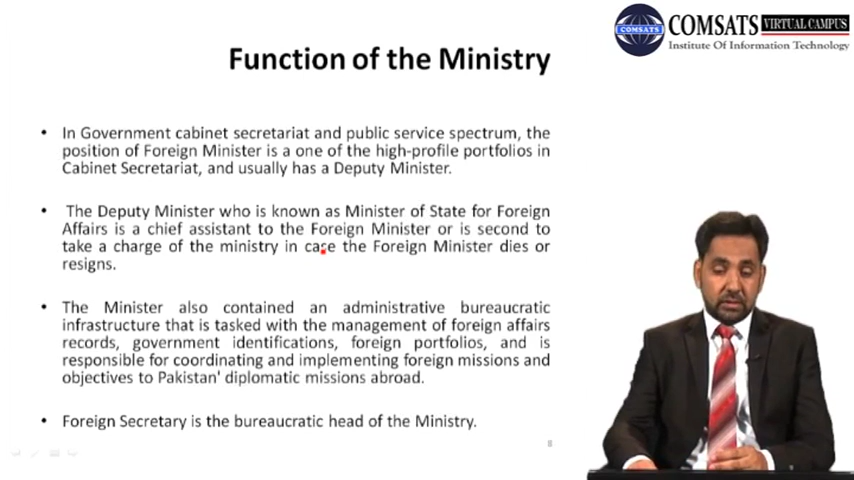 COMSATS VIRTUAL CAMPUS
COMSATS
Institute Of Information Technology
Function of the Ministry
• In Government cabinet secretariat and public service spectrum, the
position of Foreign Minister is a one of the high-profile portfolios in
Cabinet Secretariat, and usually has a Deputy Minister.
• The Deputy Minister who is known as Minister of State for Foreign
Affairs is a chief assistant to the Foreign Minister or is second to
take a charge of the ministry in case the Foreign Minister dies or
resigns.
• The Minister also contained an administrative bureaucratic
infrastructure that is tasked with the management of foreign affairs
records, government identifications, foreign portfolios, and is
responsible for coordinating and implementing foreign missions and
objectives to Pakistan' diplomatic missions abroad.
• Foreign Secretary is the bureaucratic head of the Ministry.
8